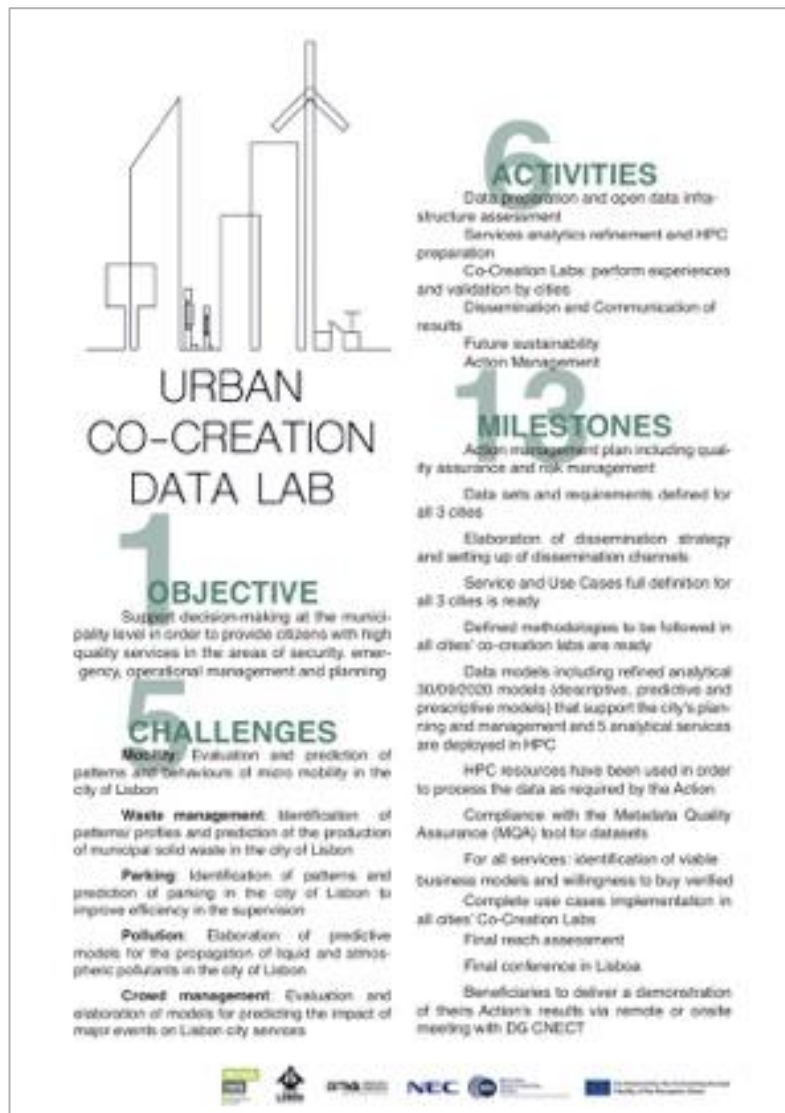 URBAN
CO-CREATION
DATA LAB
1
OBJECTIVE
Support decision-making at the munici-
pality level in order to provide citizens with high
quality services in the areas of security, emer-
gency, operational management and planning
5
CHALLENGES
Mobility: Evaluation and prediction of
patterns and behaviours of micro mobility in the
city of Lisbon
Waste management: Identification of
patterns/ profiles and prediction of the production
of municipal solid waste in the city of Lisbon
Parking: Identification of patterns and
prediction of parking in the city of Lisbon to
improve efficiency in the supervision
Pollution: Elaboration of predictive
models for the propagation of liquid and atmos-
pheric pollutants in the city of Lisbon
Crowd management: Evaluation and
elaboration of models for predicting the impact of
major events on Lisbon city services
6
ACTIVITIES
Data preparation and open data infra-
structure assessment
Services analytics refinement and HPC
preparation
Co-Creation Labs: perform experiences
and validation by cities
Dissemination and Communication of
results
Future sustainability
Action Management
13
MILESTONES
Action management plan including qual-
ity assurance and risk management
Data sets and requirements defined for
all 3 cities
Elaboration of dissemination strategy
and setting up of dissemination channels
Service and Use Cases full definition for
all 3 cities is ready
Defined methodologies to be followed in
all cities' co-creation labs are ready
Data models including refined analytical
30/09/2020 models (descriptive, predictive and
prescriptive models) that support the city's plan-
ning and management and 5 analytical services
are deployed in HPC
HPC resources have been used in order
to process the data as required by the Action
Compliance with the Metadata Quality
Assurance (MQA) tool for datasets
For all services: identification of viable
business models and willingness to buy verified
Complete use cases implementation in
all cities' Co-Creation Labs
Final reach assessment
Final conference in Lisboa
Beneficiaries to deliver a demonstration
of theirs Action's results via remote or onsite
meeting with DG CNECT
NEC